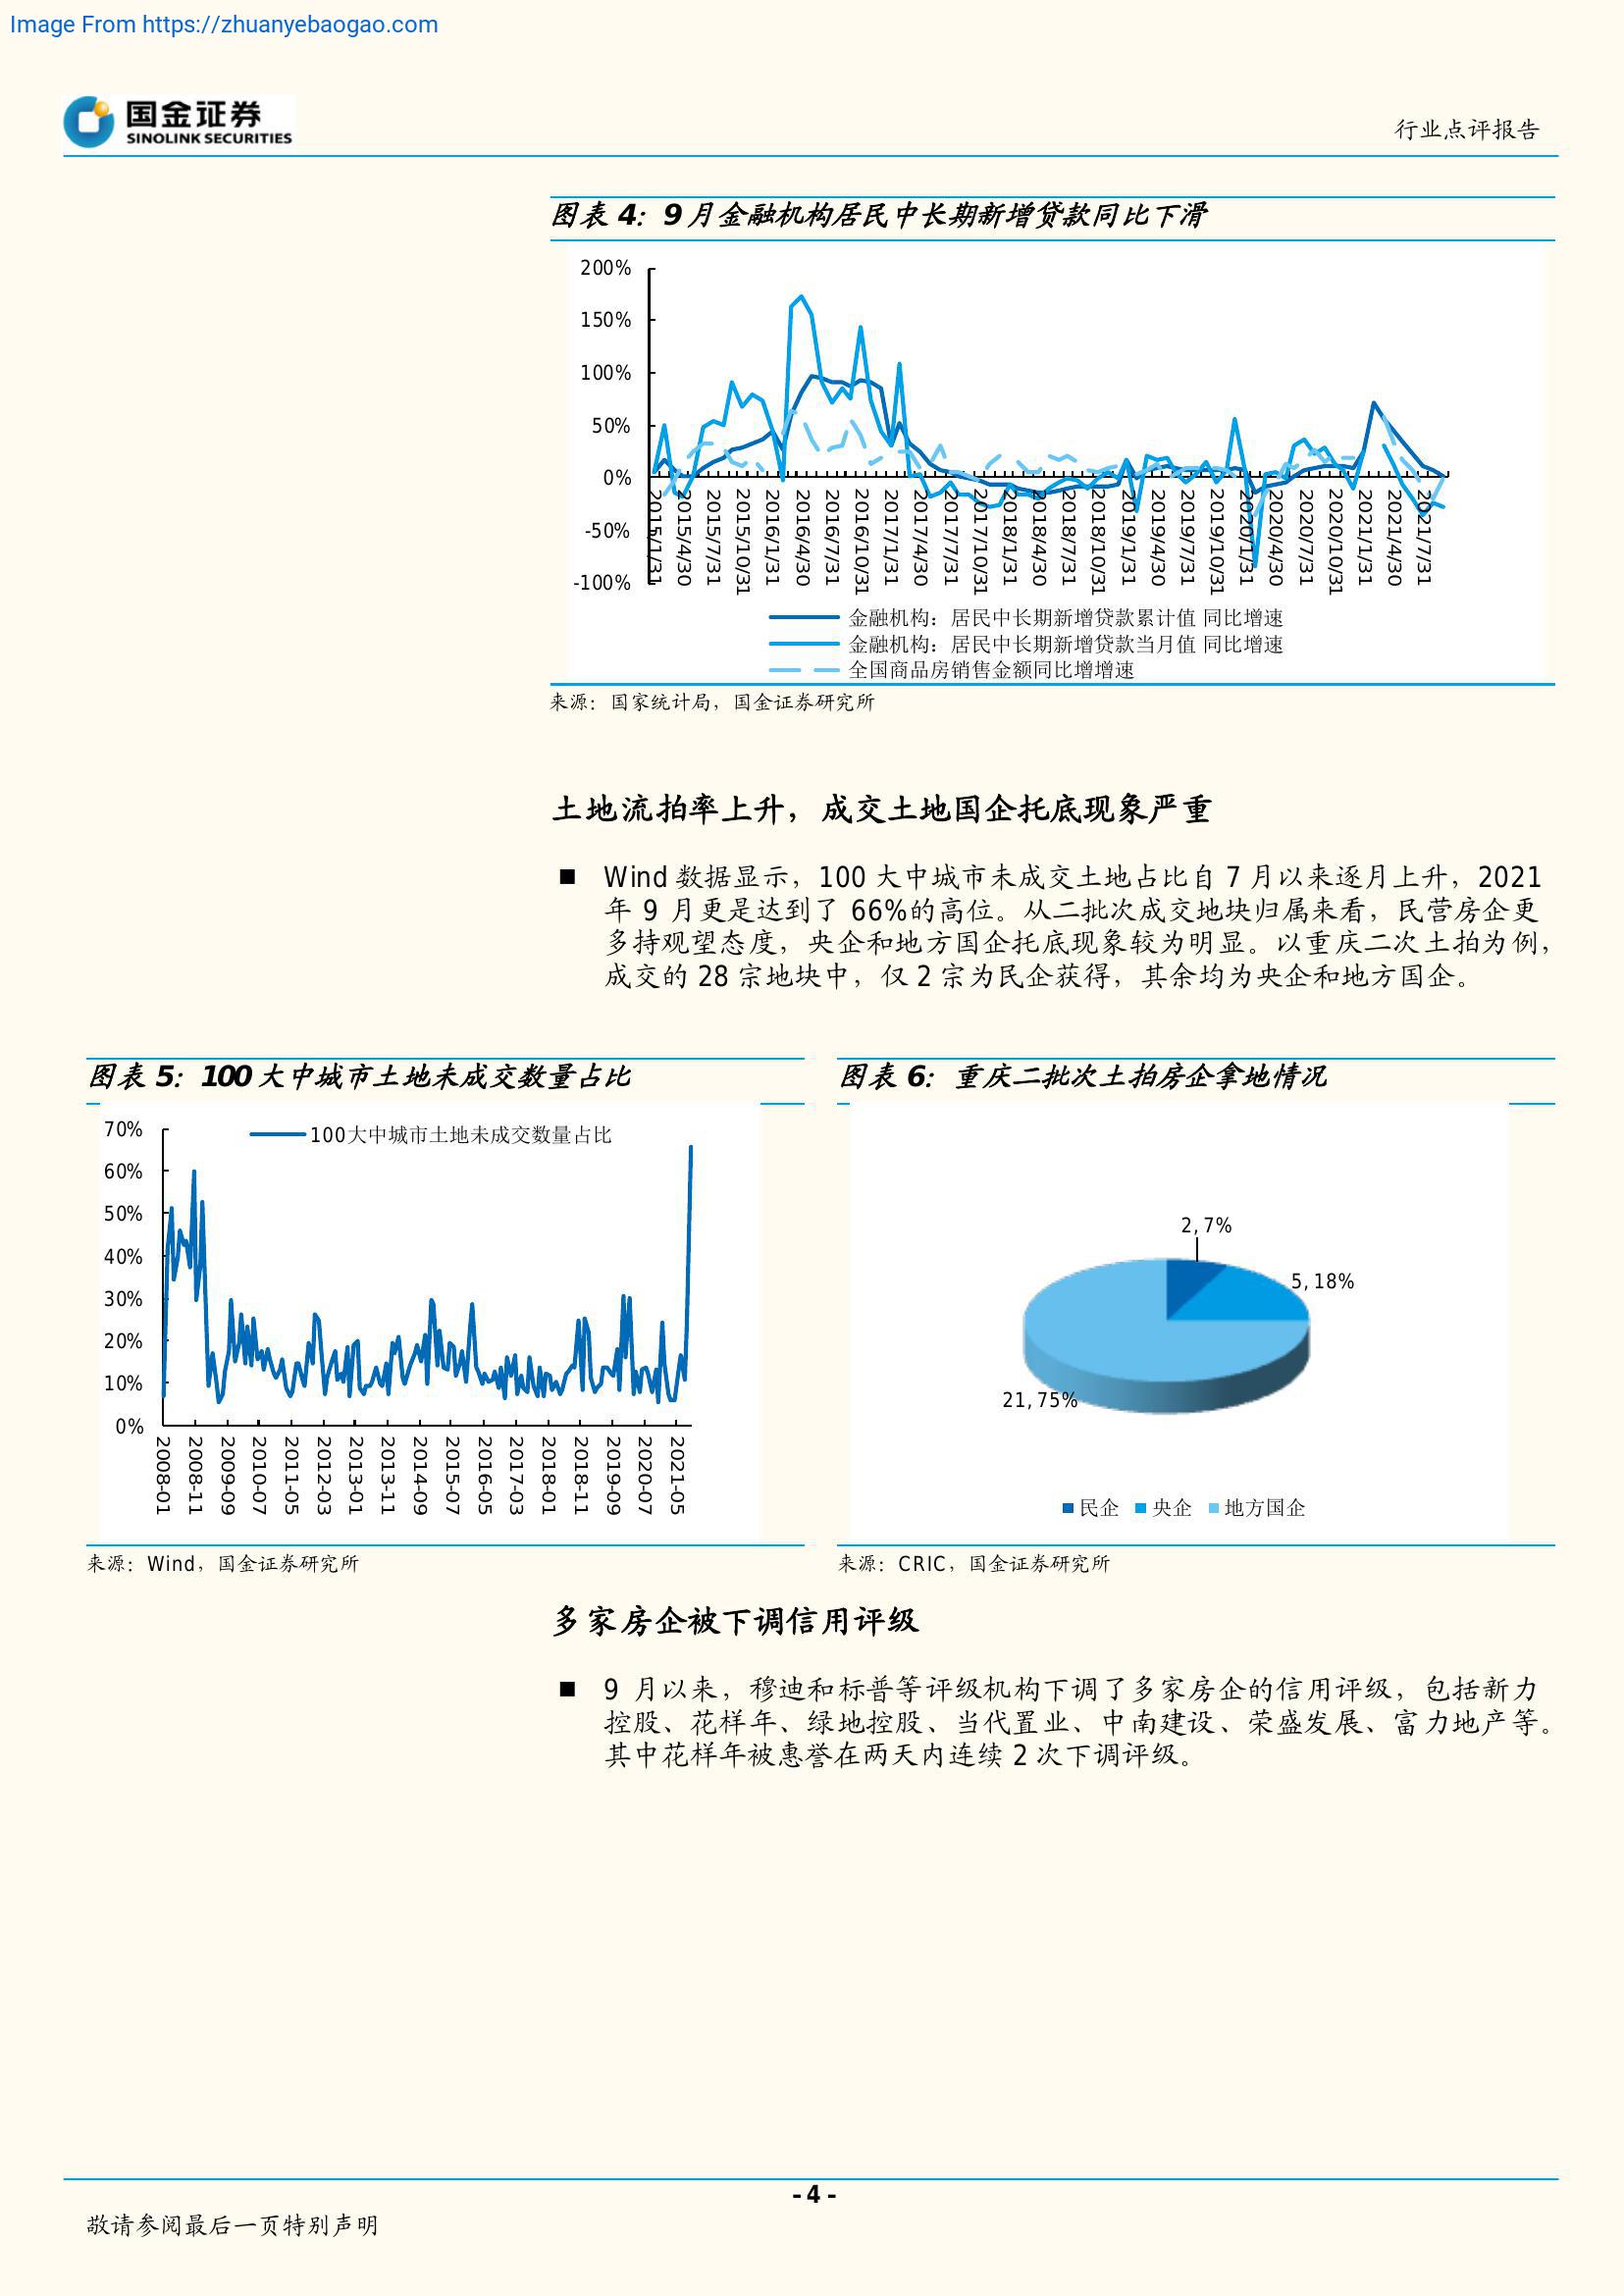 Image From https://zhuanyebaogao.com
国金证券
SINOLINK SECURITIES
行业点评报告
图表 4：9 月金融机构居民中长期新增贷款同比下滑
200%
150%
100%
50%
0%
-50%
-100%
2015/1/31
2015/4/30
2015/7/31
2015/10/31
2016/1/31
2016/4/30
2016/7/31
2016/10/31
2017/1/31
2017/4/30
2017/7/31
2017/10/31
2018/1/31
2018/4/30
2018/7/31
2018/10/31
2019/1/31
2019/4/30
2019/7/31
2019/10/31
2020/1/31
2020/4/30
2020/7/31
2020/10/31
2021/1/31
2021/4/30
2021/7/31
金融机构：居民中长期新增贷款累计值 同比增速
金融机构：居民中长期新增贷款当月值 同比增速
全国商品房销售金额同比增增速
来源：国家统计局，国金证券研究所
土地流拍率上升，成交土地国企托底现象严重
■ Wind 数据显示，100 大中城市未成交土地占比自 7 月以来逐月上升，2021
年 9 月更是达到了 66%的高位。从二批次成交地块归属来看，民营房企更
多持观望态度，央企和地方国企托底现象较为明显。以重庆二次土拍为例，
成交的 28 宗地块中，仅 2 宗为民企获得，其余均为央企和地方国企。
图表 5：100 大中城市土地未成交数量占比
70%
60%
50%
40%
30%
20%
10%
0%
100大中城市土地未成交数量占比
2008-01
2008-11
2009-09
2010-07
2011-05
2012-03
2013-01
2013-11
2014-09
2015-07
2016-05
2017-03
2018-01
2018-11
2019-09
2020-07
2021-05
来源：Wind，国金证券研究所
图表 6：重庆二批次土拍房企拿地情况
2, 7%
5, 18%
21, 75%
民企 央企 地方国企
来源：CRIC，国金证券研究所
多家房企被下调信用评级
■ 9 月以来，穆迪和标普等评级机构下调了多家房企的信用评级，包括新力
控股、花样年、绿地控股、当代置业、中南建设、荣盛发展、富力地产等。
其中花样年被惠誉在两天内连续 2 次下调评级。
- 4 -
敬请参阅最后一页特别声明